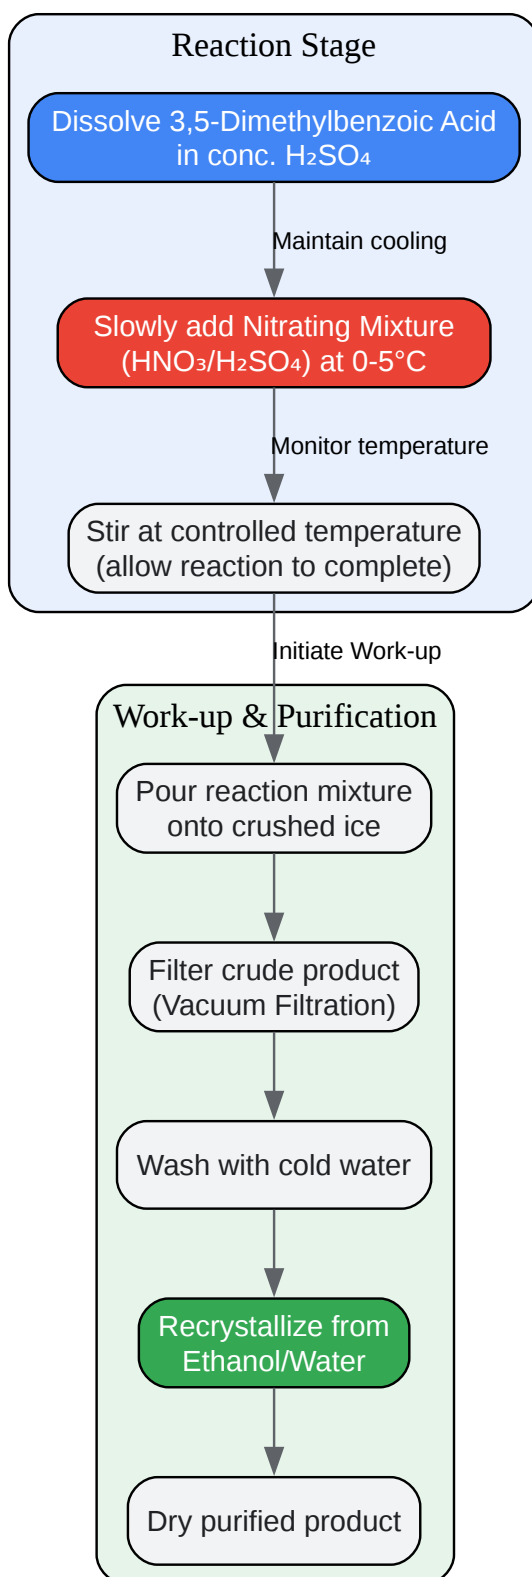 Reaction Stage
Dissolve 3,5-Dimethylbenzoic Acid
in conc. H₂SO₄
Maintain cooling
Slowly add Nitrating Mixture
(HNO₃/H₂SO₄) at 0-5°C
Monitor temperature
Stir at controlled temperature
(allow reaction to complete)
Initiate Work-up
Work-up & Purification
Pour reaction mixture
onto crushed ice
Filter crude product
(Vacuum Filtration)
Wash with cold water
Recrystallize from
Ethanol/Water
Dry purified product